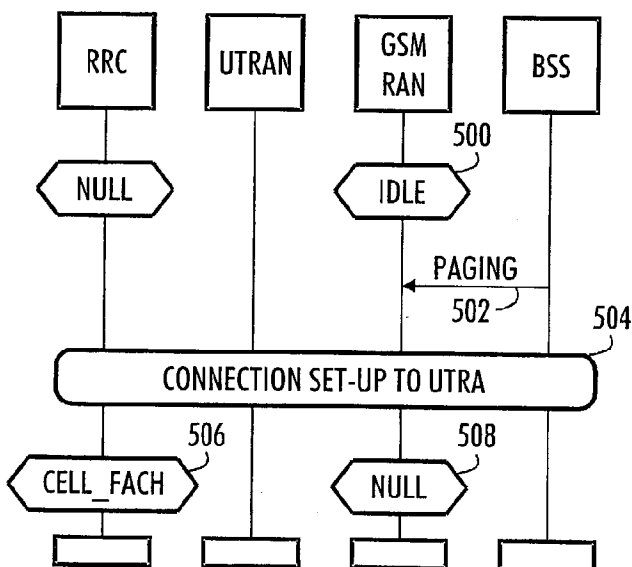 RRC
UTRAN
GSM
RAN
BSS
500
NULL
IDLE
PAGING
502
504
CONNECTION SET-UP TO UTRA
506
508
CELL_FACH
NULL